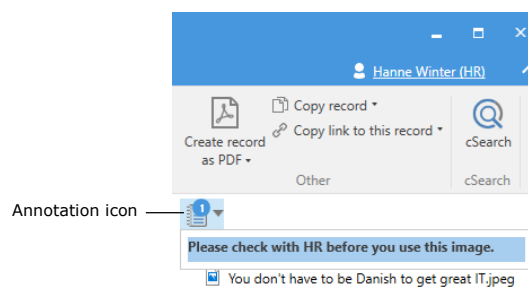 Hanne Winter (HR)
Create record
as PDF
Copy record
Copy link to this record
Other
cSearch
cSearch
Annotation icon
1
Please check with HR before you use this image.
You don't have to be Danish to get great IT.jpeg